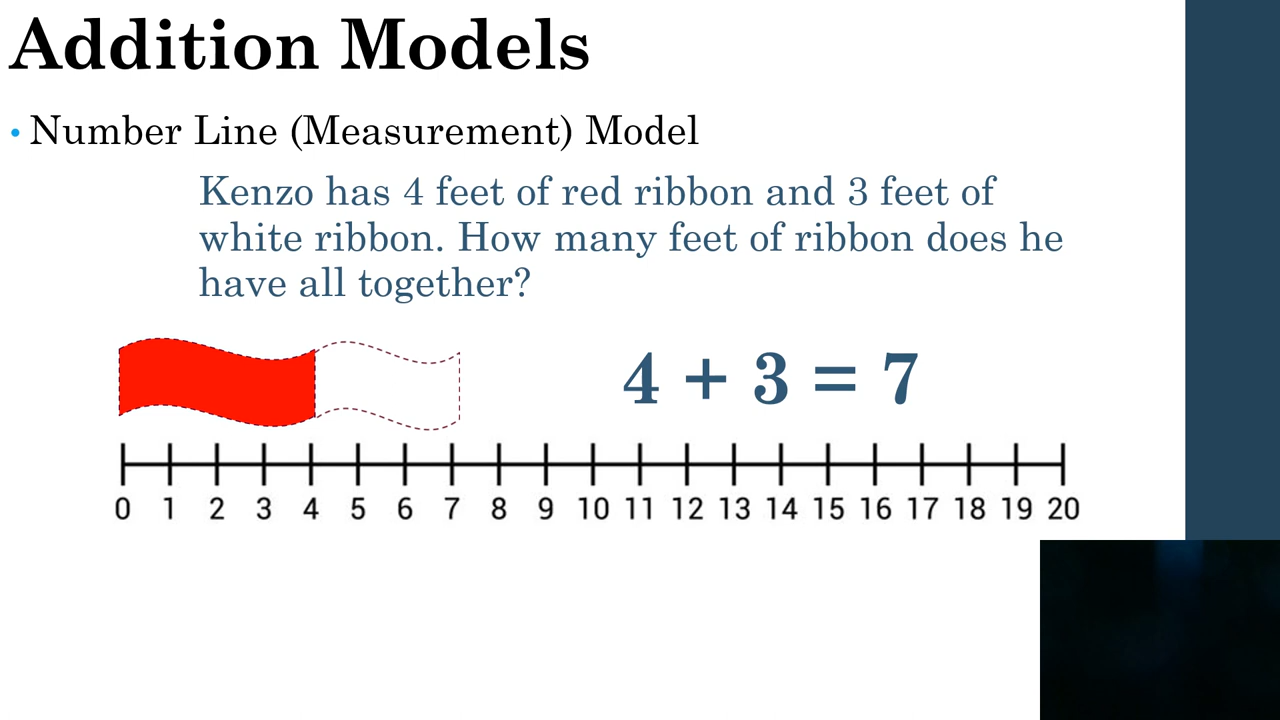 Addition Models
• Number Line (Measurement) Model
Kenzo has 4 feet of red ribbon and 3 feet of
white ribbon. How many feet of ribbon does he
have all together?
4 + 3 = 7
0 1 2 3 4 5 6 7 8 9 10 11 12 13 14 15 16 17 18 19 20